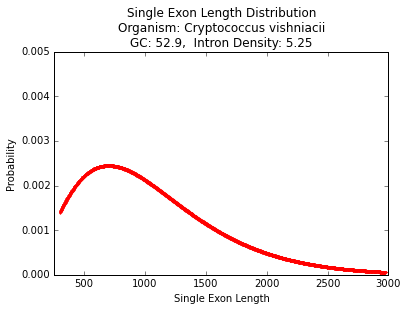 Single Exon Length Distribution
Organism: Cryptococcus vishniacii
GC: 52.9,  Intron Density: 5.25
0.005
0.004
0.003
0.002
0.001
0.000
Probability
500 1000 1500 2000 2500 3000
Single Exon Length